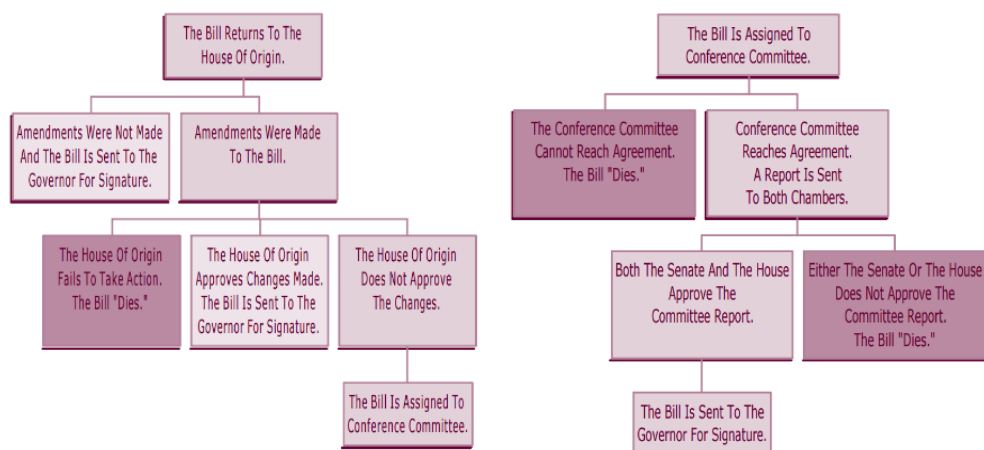 The Bill Returns To The
House Of Origin.
Amendments Were Not Made
And The Bill Is Sent To The
Governor For Signature.
Amendments Were Made
To The Bill.
The House Of Origin
Fails To Take Action.
The Bill "Dies."
The House Of Origin
Approves Changes Made.
The Bill Is Sent To The
Governor For Signature.
The House Of Origin
Does Not Approve
The Changes.
The Bill Is Assigned To
Conference Committee.
The Bill Is Assigned To
Conference Committee.
The Conference Committee
Cannot Reach Agreement.
The Bill "Dies."
Conference Committee
Reaches Agreement.
A Report Is Sent
To Both Chambers.
Both The Senate And The House
Approve The
Committee Report.
Either The Senate Or The House
Does Not Approve The
Committee Report.
The Bill "Dies."
The Bill Is Sent To The
Governor For Signature.